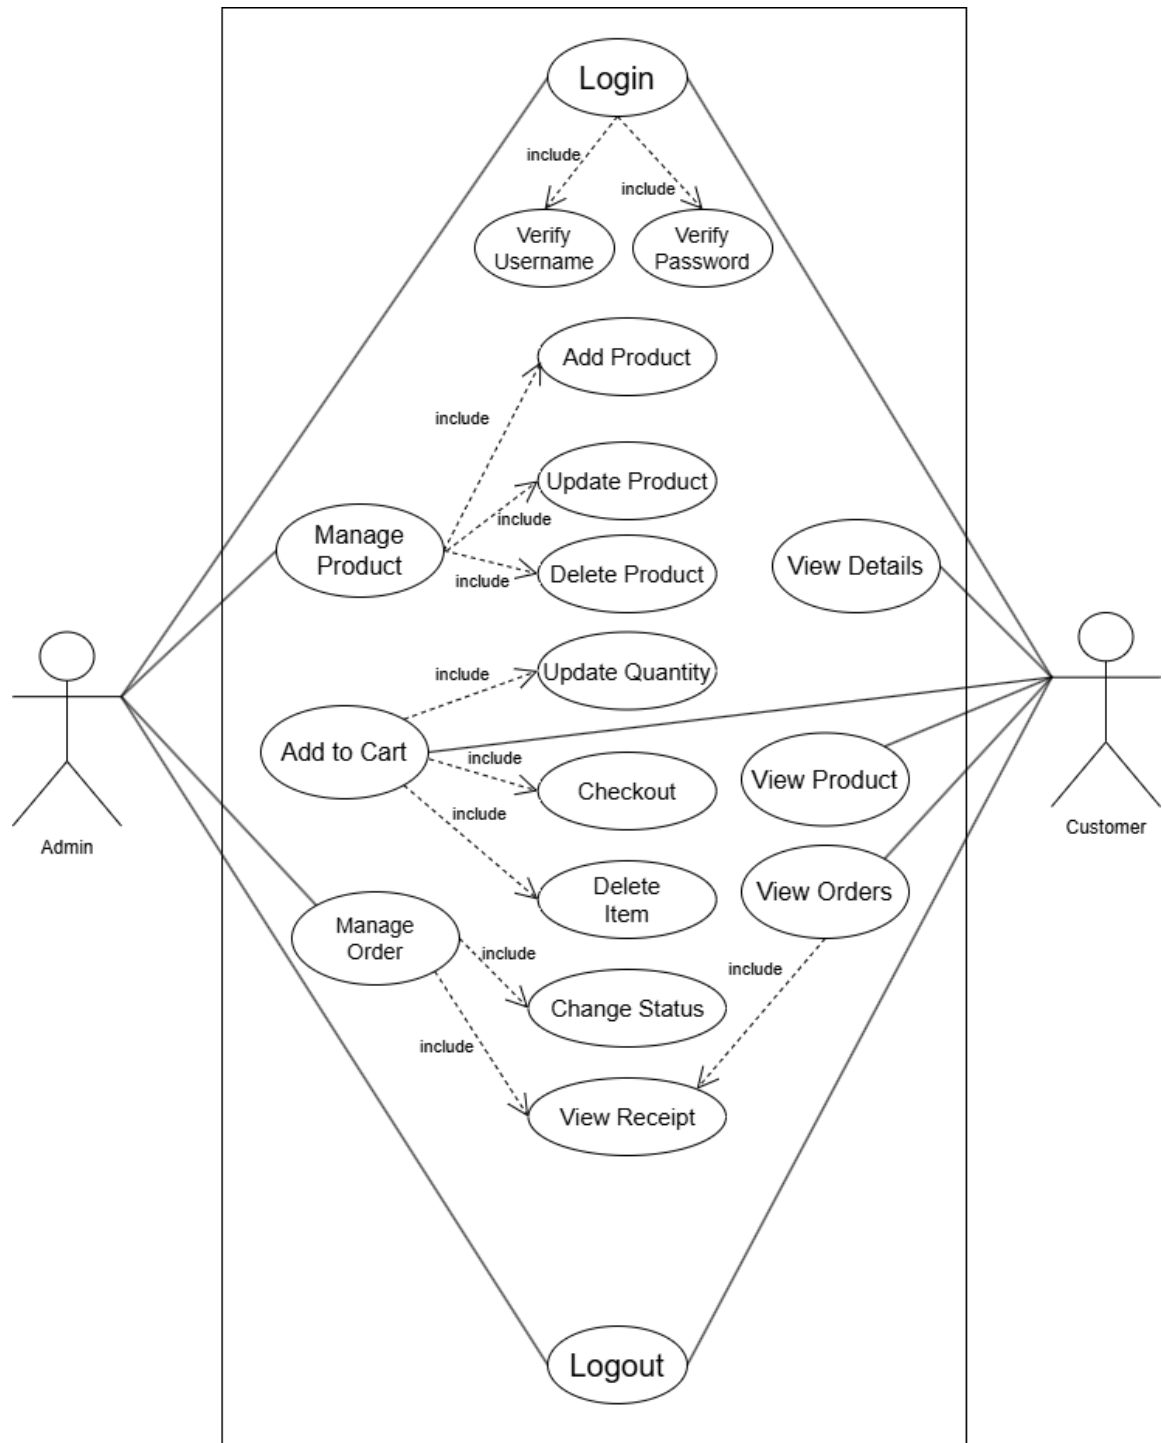 Login
include
include
Verify
Username
Verify
Password
Add Product
include
Update Product
include
Manage
Product
Delete Product
include
View Details
Update Quantity
include
Add to Cart
include
Checkout
include
View Product
Admin
Customer
Delete
Item
View Orders
Manage
Order
include
include
Change Status
include
View Receipt
Logout